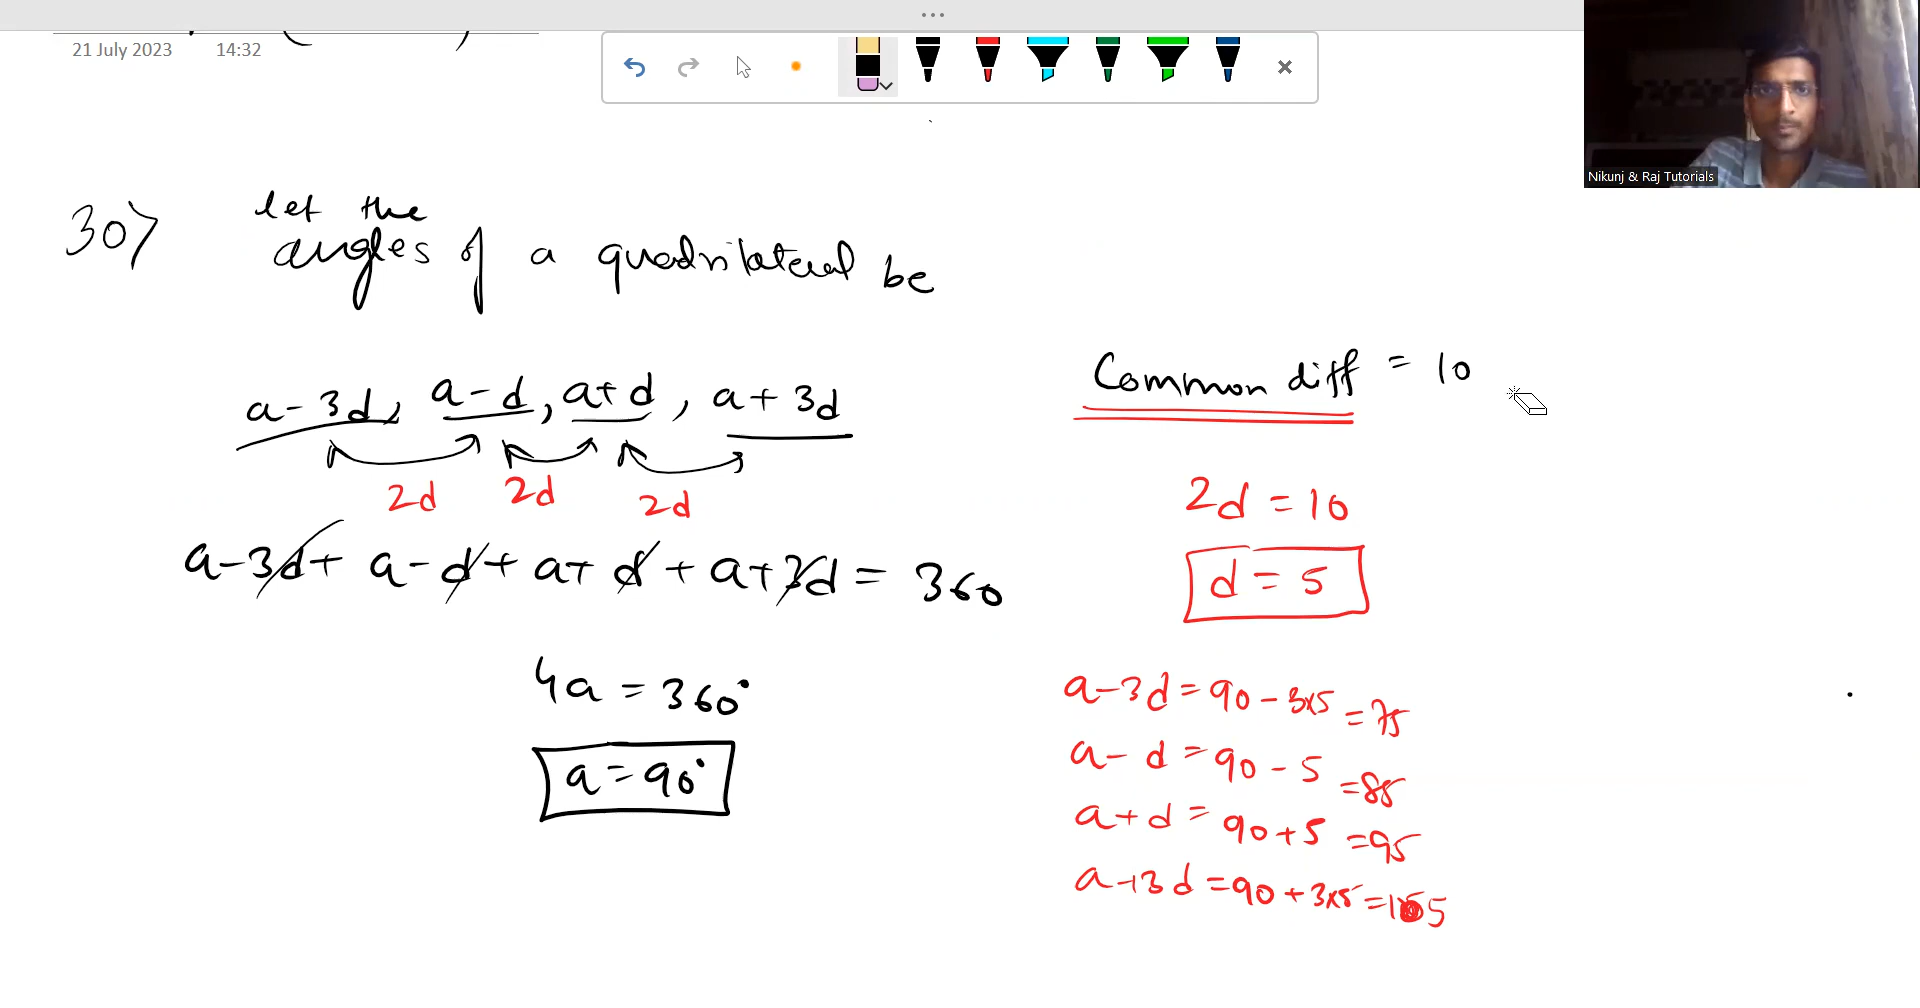 21 July 2023 14:32
Nikunj & Raj Tutorials
30) let the
angles of a quadrilateral be
a-3d, a-d, a+d, a+3d
2d 2d 2d
a-3d+ a-d+ a+d + a+3d = 360
4a = 360°
a = 90°
Common diff = 10
2d = 10
d = 5
a-3d = 90-3x5 = 75
a-d = 90-5 = 85
a+d = 90+5 = 95
a+3d = 90+3x5 = 105